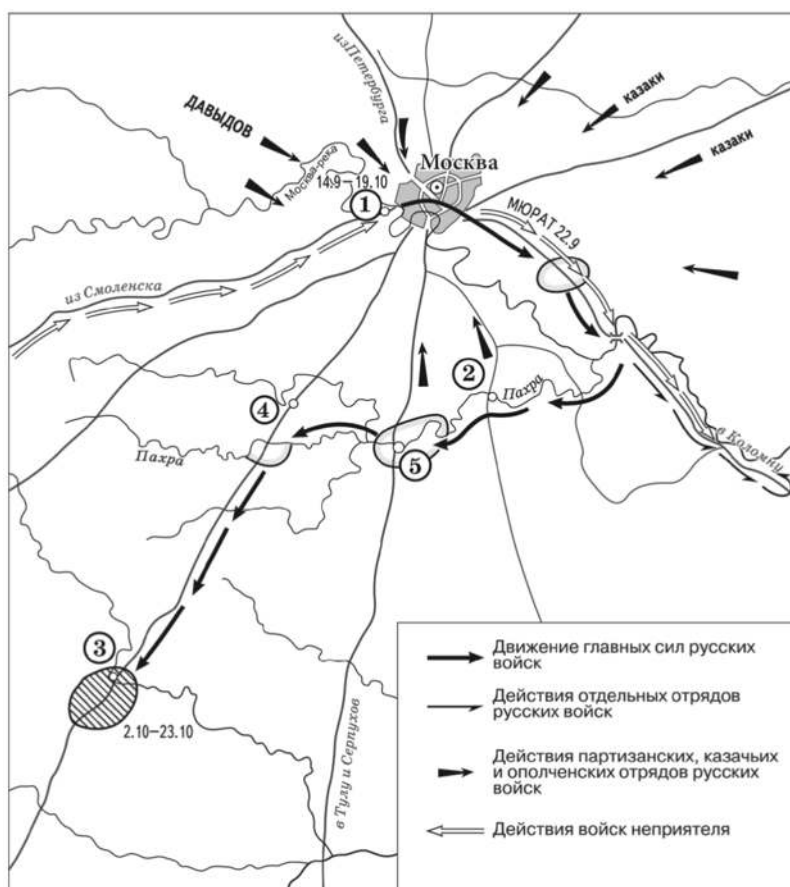 из Петербурга
ДАВЫДОВ
казаки
казаки
Москва-река
Москва
14.9—19.10
1
МЮРАТ 22.9
из Смоленска
2
Пахра
4
в Коломну
Пахра
5
3
2.10—23.10
в Тулу и Серпухов
Движение главных сил русских
войск
Действия отдельных отрядов
русских войск
Действия партизанских, казачьих
и ополченских отрядов русских
войск
Действия войск неприятеля